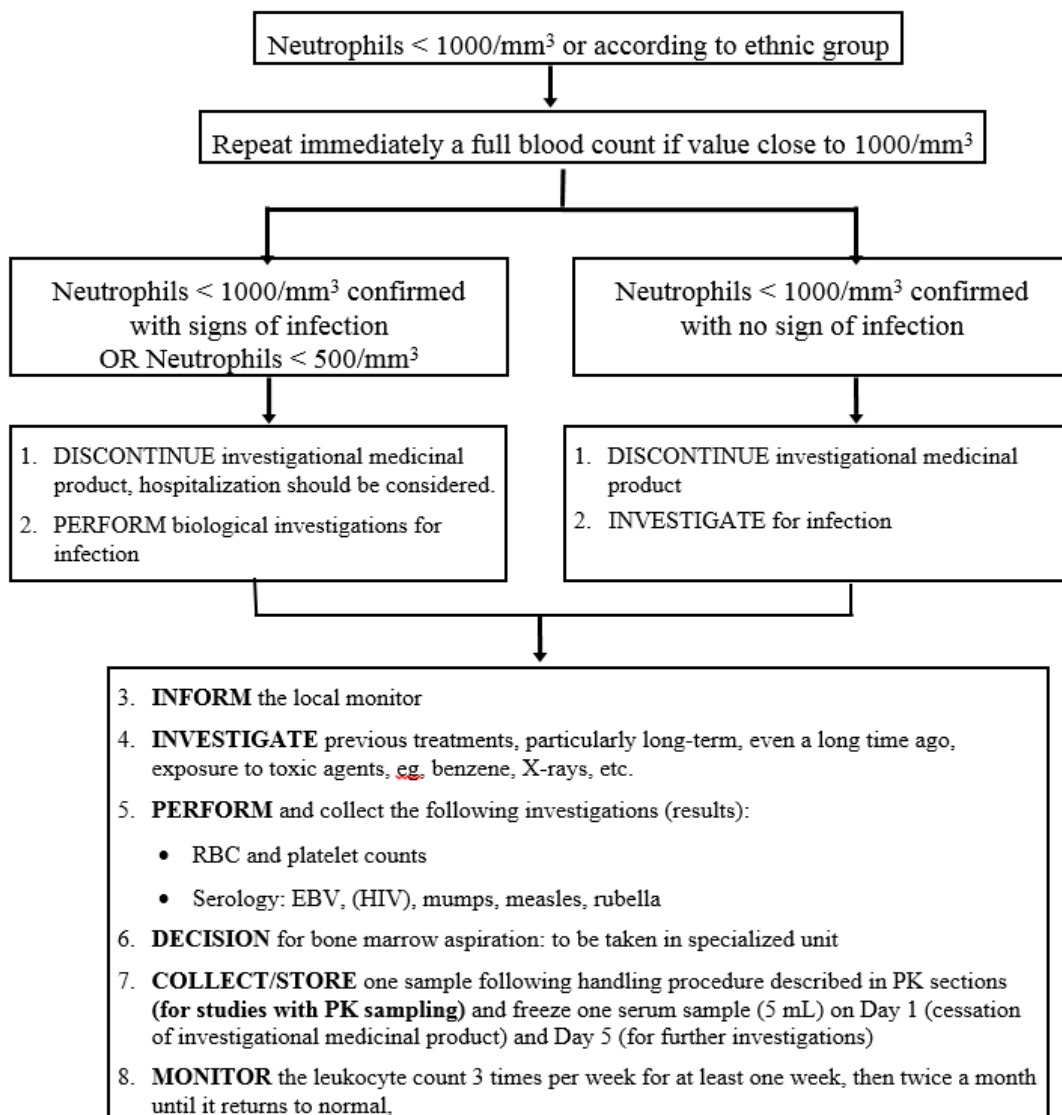 Neutrophils < 1000/mm³ or according to ethnic group
Repeat immediately a full blood count if value close to 1000/mm³
Neutrophils < 1000/mm³ confirmed
with signs of infection
OR Neutrophils < 500/mm³
Neutrophils < 1000/mm³ confirmed
with no sign of infection
1. DISCONTINUE investigational medicinal
product, hospitalization should be considered.
2. PERFORM biological investigations for
infection
1. DISCONTINUE investigational medicinal
product
2. INVESTIGATE for infection
3. INFORM the local monitor
4. INVESTIGATE previous treatments, particularly long-term, even a long time ago,
exposure to toxic agents, eg, benzene, X-rays, etc.
5. PERFORM and collect the following investigations (results):
• RBC and platelet counts
• Serology: EBV, (HIV), mumps, measles, rubella
6. DECISION for bone marrow aspiration: to be taken in specialized unit
7. COLLECT/STORE one sample following handling procedure described in PK sections
(for studies with PK sampling) and freeze one serum sample (5 mL) on Day 1 (cessation
of investigational medicinal product) and Day 5 (for further investigations)
8. MONITOR the leukocyte count 3 times per week for at least one week, then twice a month
until it returns to normal,